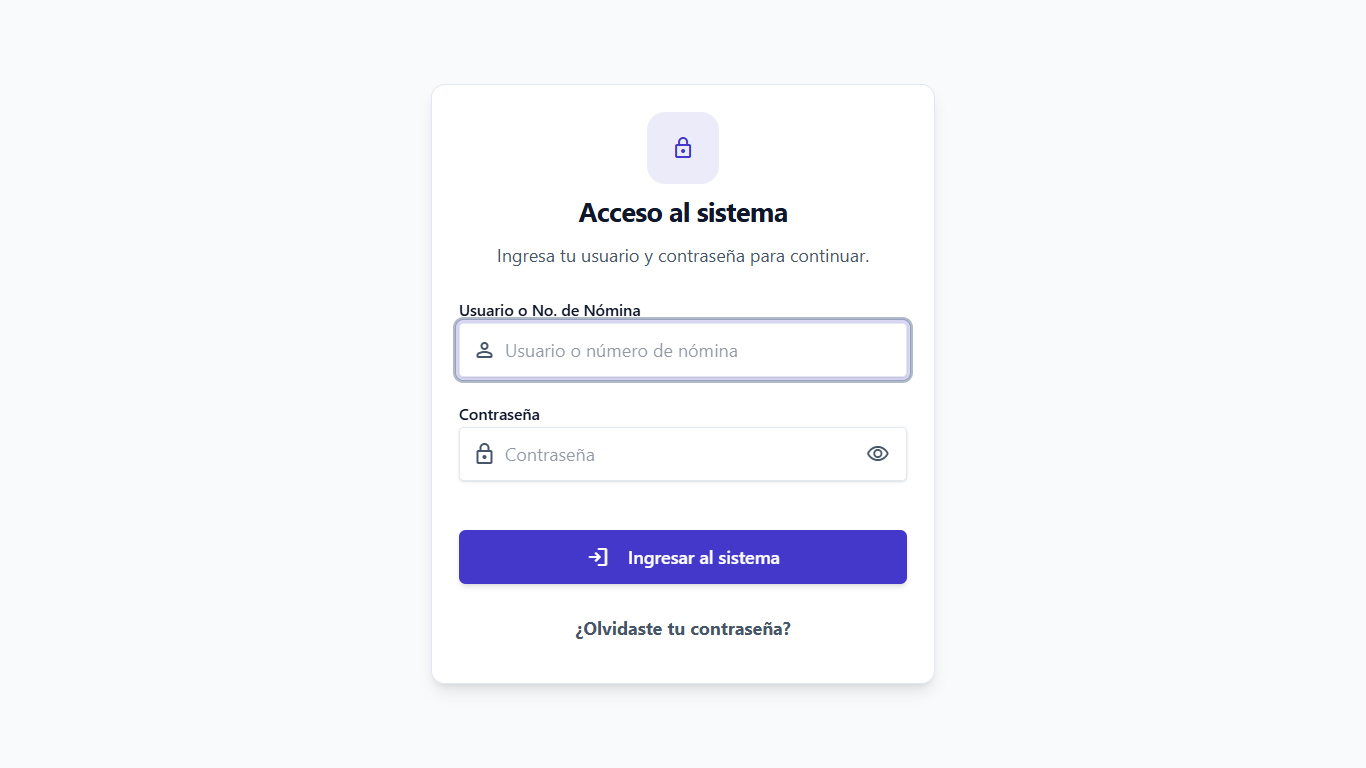 Acceso al sistema
Ingresa tu usuario y contraseña para continuar.
Usuario o No. de Nómina
Usuario o número de nómina
Contraseña
Contraseña
Ingresar al sistema
¿Olvidaste tu contraseña?